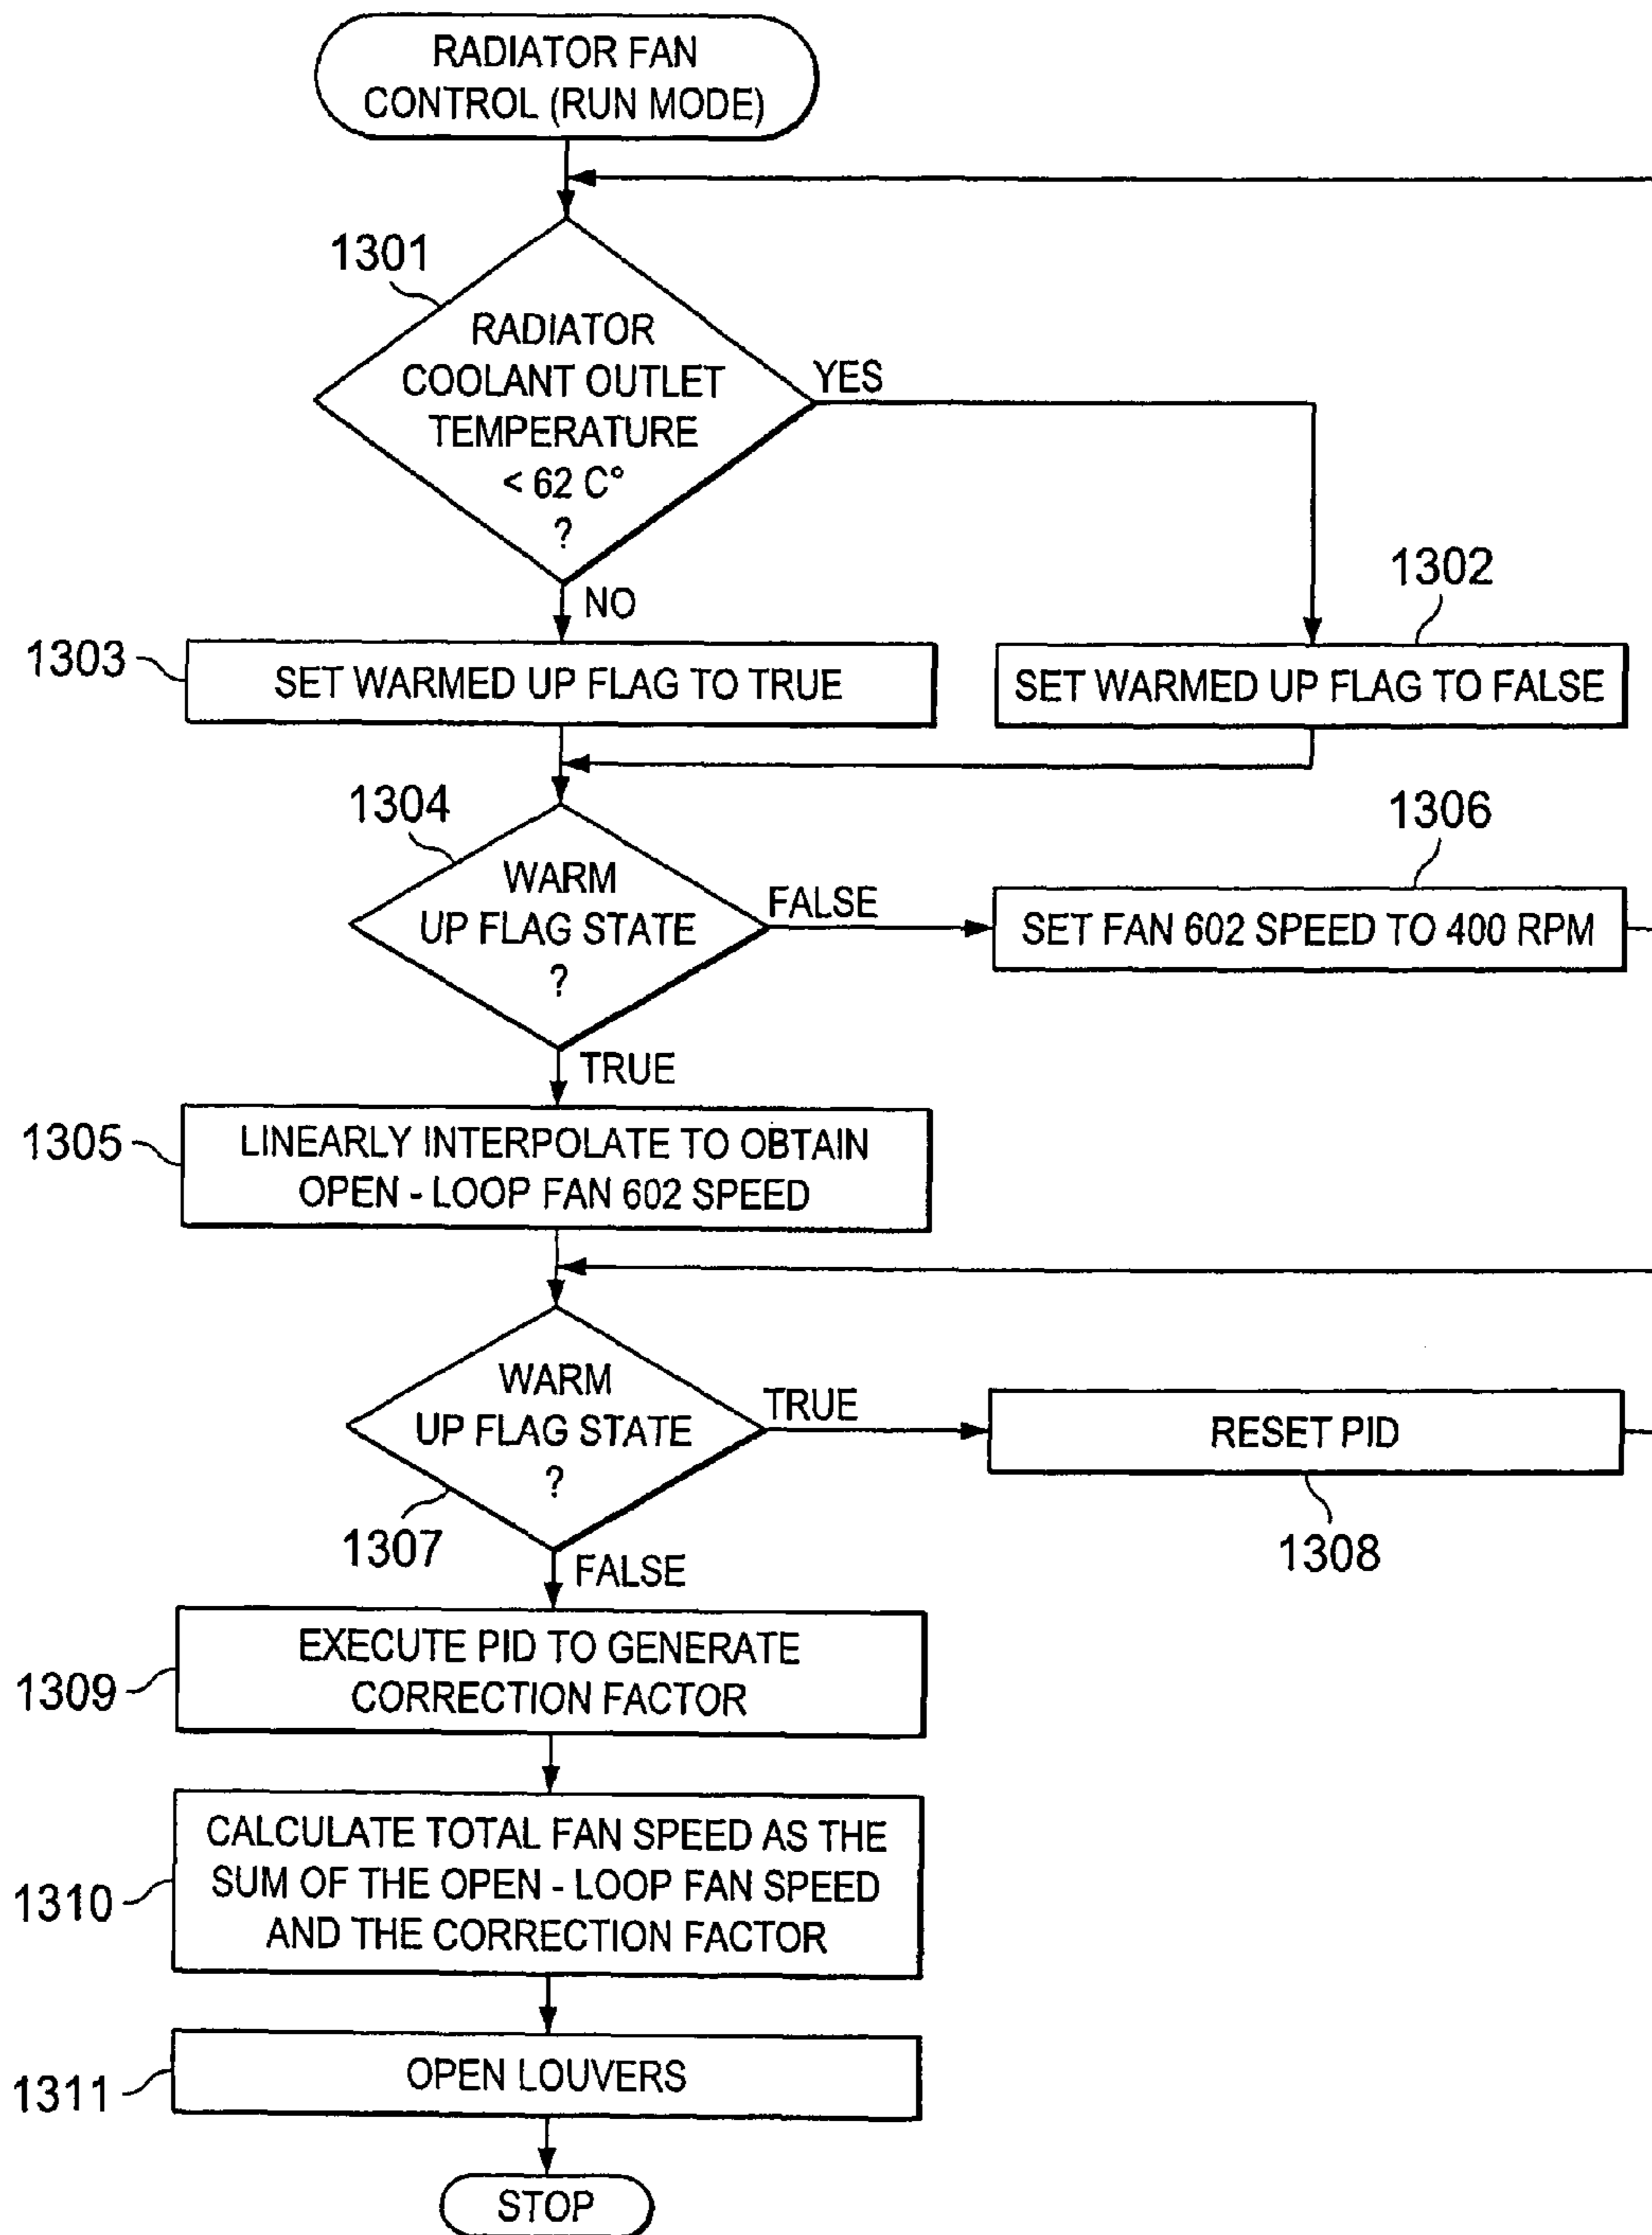 RADIATOR FAN
CONTROL (RUN MODE)
1301
RADIATOR
COOLANT OUTLET
TEMPERATURE
< 62 C°
?
YES
NO
1302
1303
SET WARMED UP FLAG TO TRUE
SET WARMED UP FLAG TO FALSE
1304
WARM
UP FLAG STATE
?
FALSE
1306
SET FAN 602 SPEED TO 400 RPM
TRUE
1305
LINEARLY INTERPOLATE TO OBTAIN
OPEN - LOOP FAN 602 SPEED
WARM
UP FLAG STATE
?
TRUE
RESET PID
1307
1308
FALSE
EXECUTE PID TO GENERATE
CORRECTION FACTOR
1309
CALCULATE TOTAL FAN SPEED AS THE
SUM OF THE OPEN - LOOP FAN SPEED
AND THE CORRECTION FACTOR
1310
OPEN LOUVERS
1311
STOP